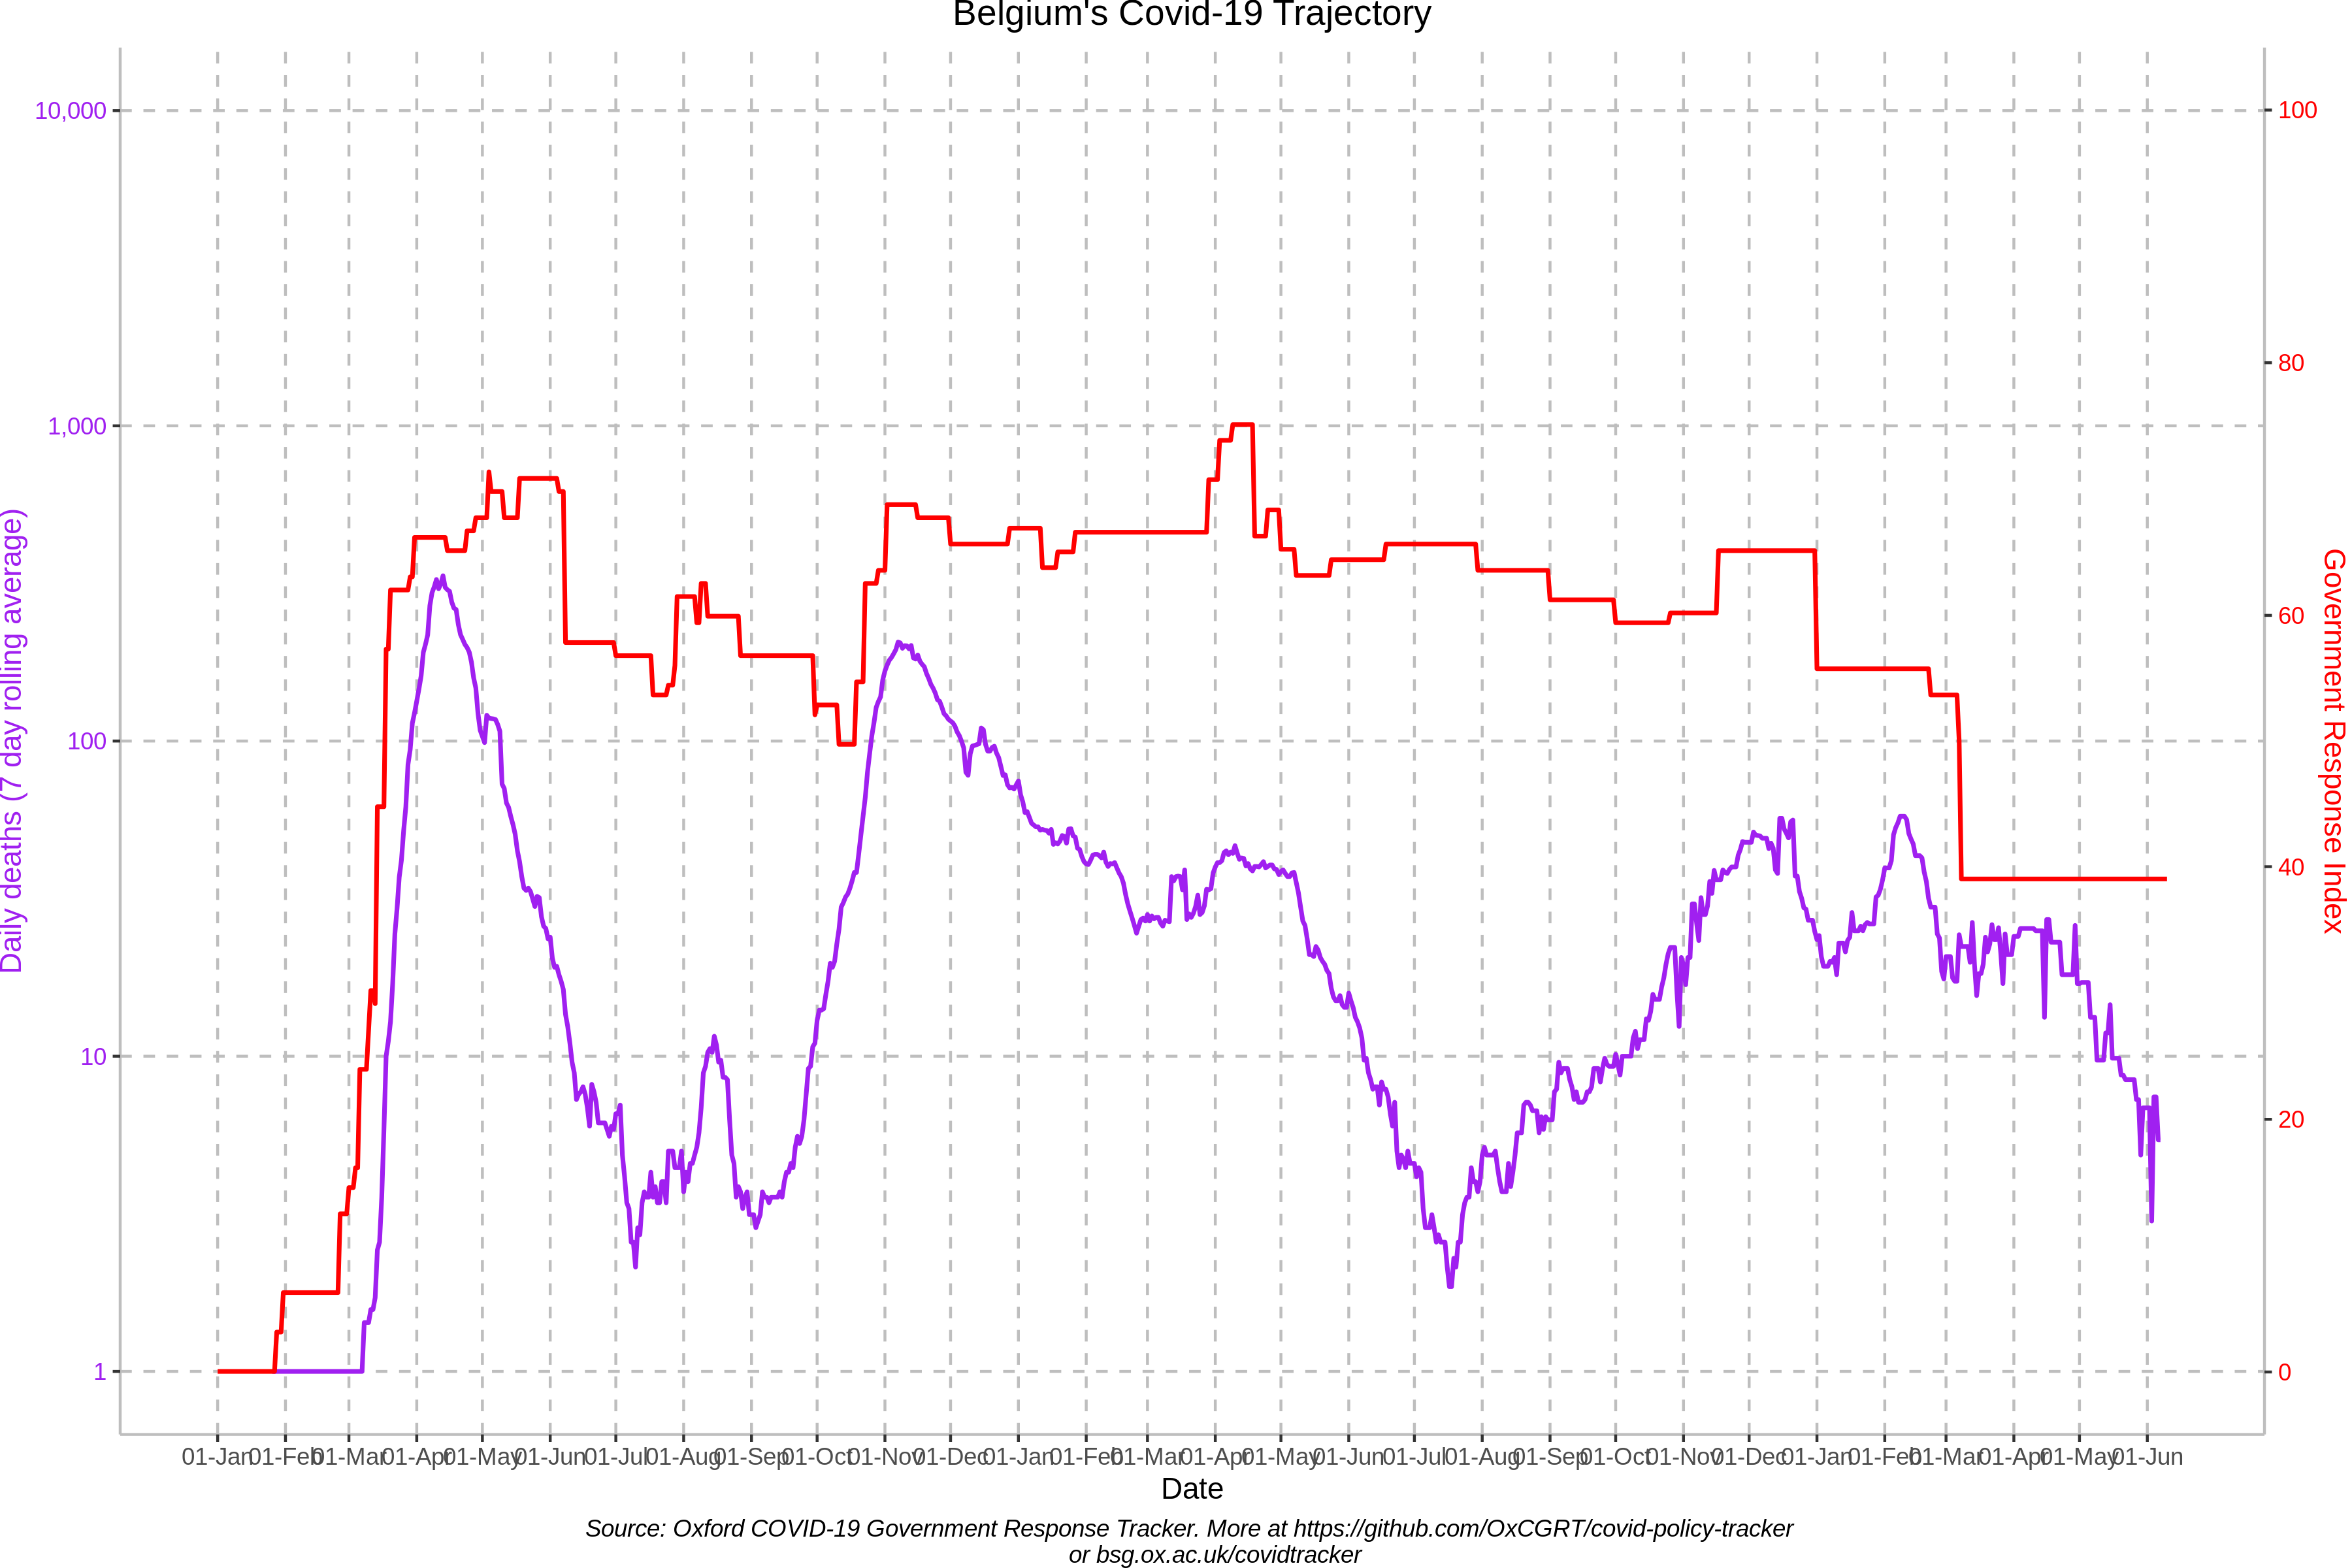 Belgium's Covid-19 Trajectory
10,000
1,000
100
10
1
Daily deaths (7 day rolling average)
100
80
60
40
20
0
Government Response Index
01-Jan 01-Feb 01-Mar 01-Apr 01-May 01-Jun 01-Jul 01-Aug 01-Sep 01-Oct 01-Nov 01-Dec 01-Jan 01-Feb 01-Mar 01-Apr 01-May 01-Jun 01-Jul 01-Aug 01-Sep 01-Oct 01-Nov 01-Dec 01-Jan 01-Feb 01-Mar 01-Apr 01-May 01-Jun
Date
Source: Oxford COVID-19 Government Response Tracker. More at https://github.com/OxCGRT/covid-policy-tracker
or bsg.ox.ac.uk/covidtracker